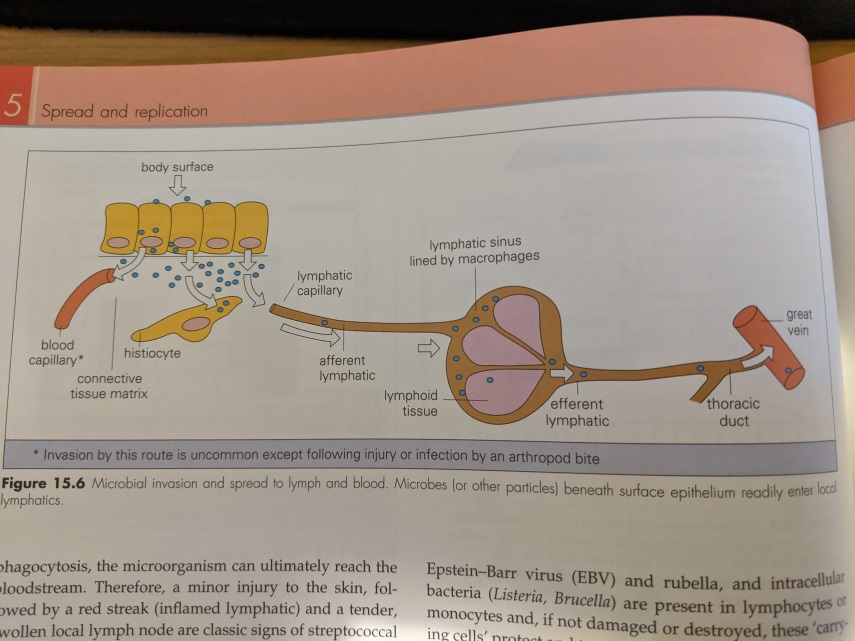 5 Spread and replication
body surface
lymphatic sinus
lined by macrophages
lymphatic
capillary
great
vein
blood
capillary*
histiocyte
connective
tissue matrix
afferent
lymphatic
lymphoid
tissue
efferent
lymphatic
thoracic
duct
* Invasion by this route is uncommon except following injury or infection by an arthropod bite
Figure 15.6 Microbial invasion and spread to lymph and blood. Microbes (or other particles) beneath surface epithelium readily enter local
lymphatics.
phagocytosis, the microorganism can ultimately reach the
bloodstream. Therefore, a minor injury to the skin, fol-
owed by a red streak (inflamed lymphatic) and a tender,
wollen local lymph node are classic signs of streptococcal
Epstein–Barr virus (EBV) and rubella, and intracellular
bacteria (Listeria, Brucella) are present in lymphocytes or
monocytes and, if not damaged or destroyed, these 'carry-
ing cells'